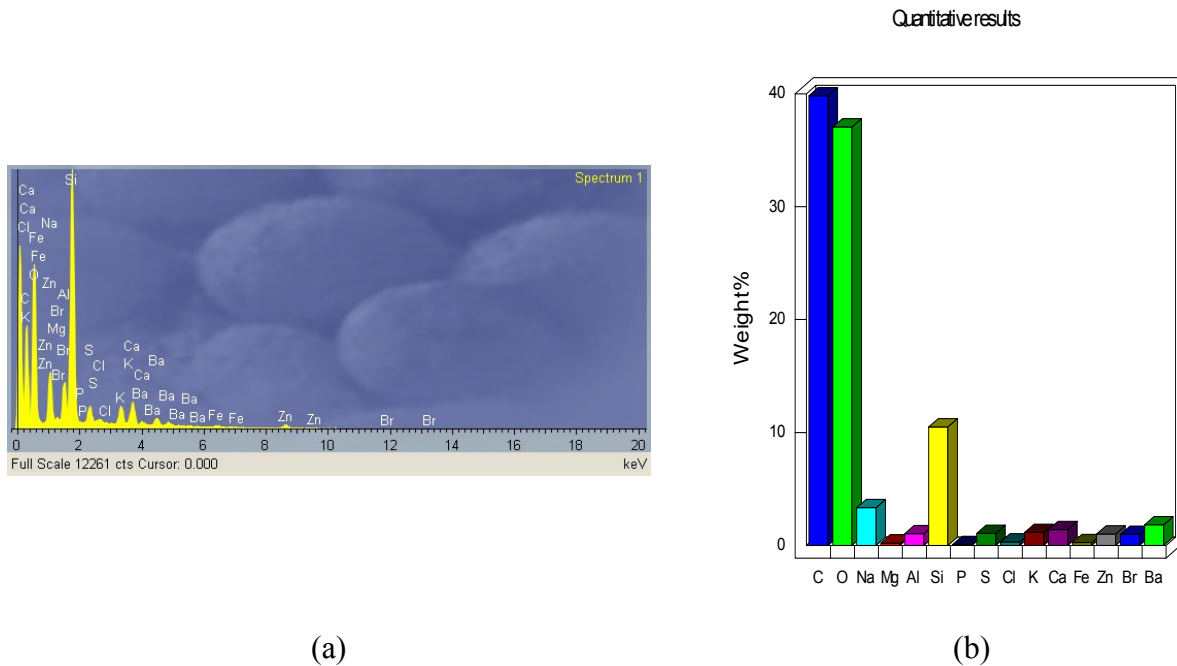 Quantitative results
Spectrum 1
Si
Ca
Ca
Cl
Na
Fe
Fe
O
Zn
C
Al
Br
K
Mg
Zn
Br
Zn
Br
P
P
S
S
Cl
Cl
Ca
K
Ba
Ca
K
Ba
Ba
Ba
Ba
Ba
Ba
Fe
Fe
Zn
Zn
Br
Br
0 2 4 6 8 10 12 14 16 18 20
Full Scale 12261 cts Cursor: 0.000 keV
Weight%
40
30
20
10
0
C O Na Mg Al Si P S Cl K Ca Fe Zn Br Ba
(a) (b)